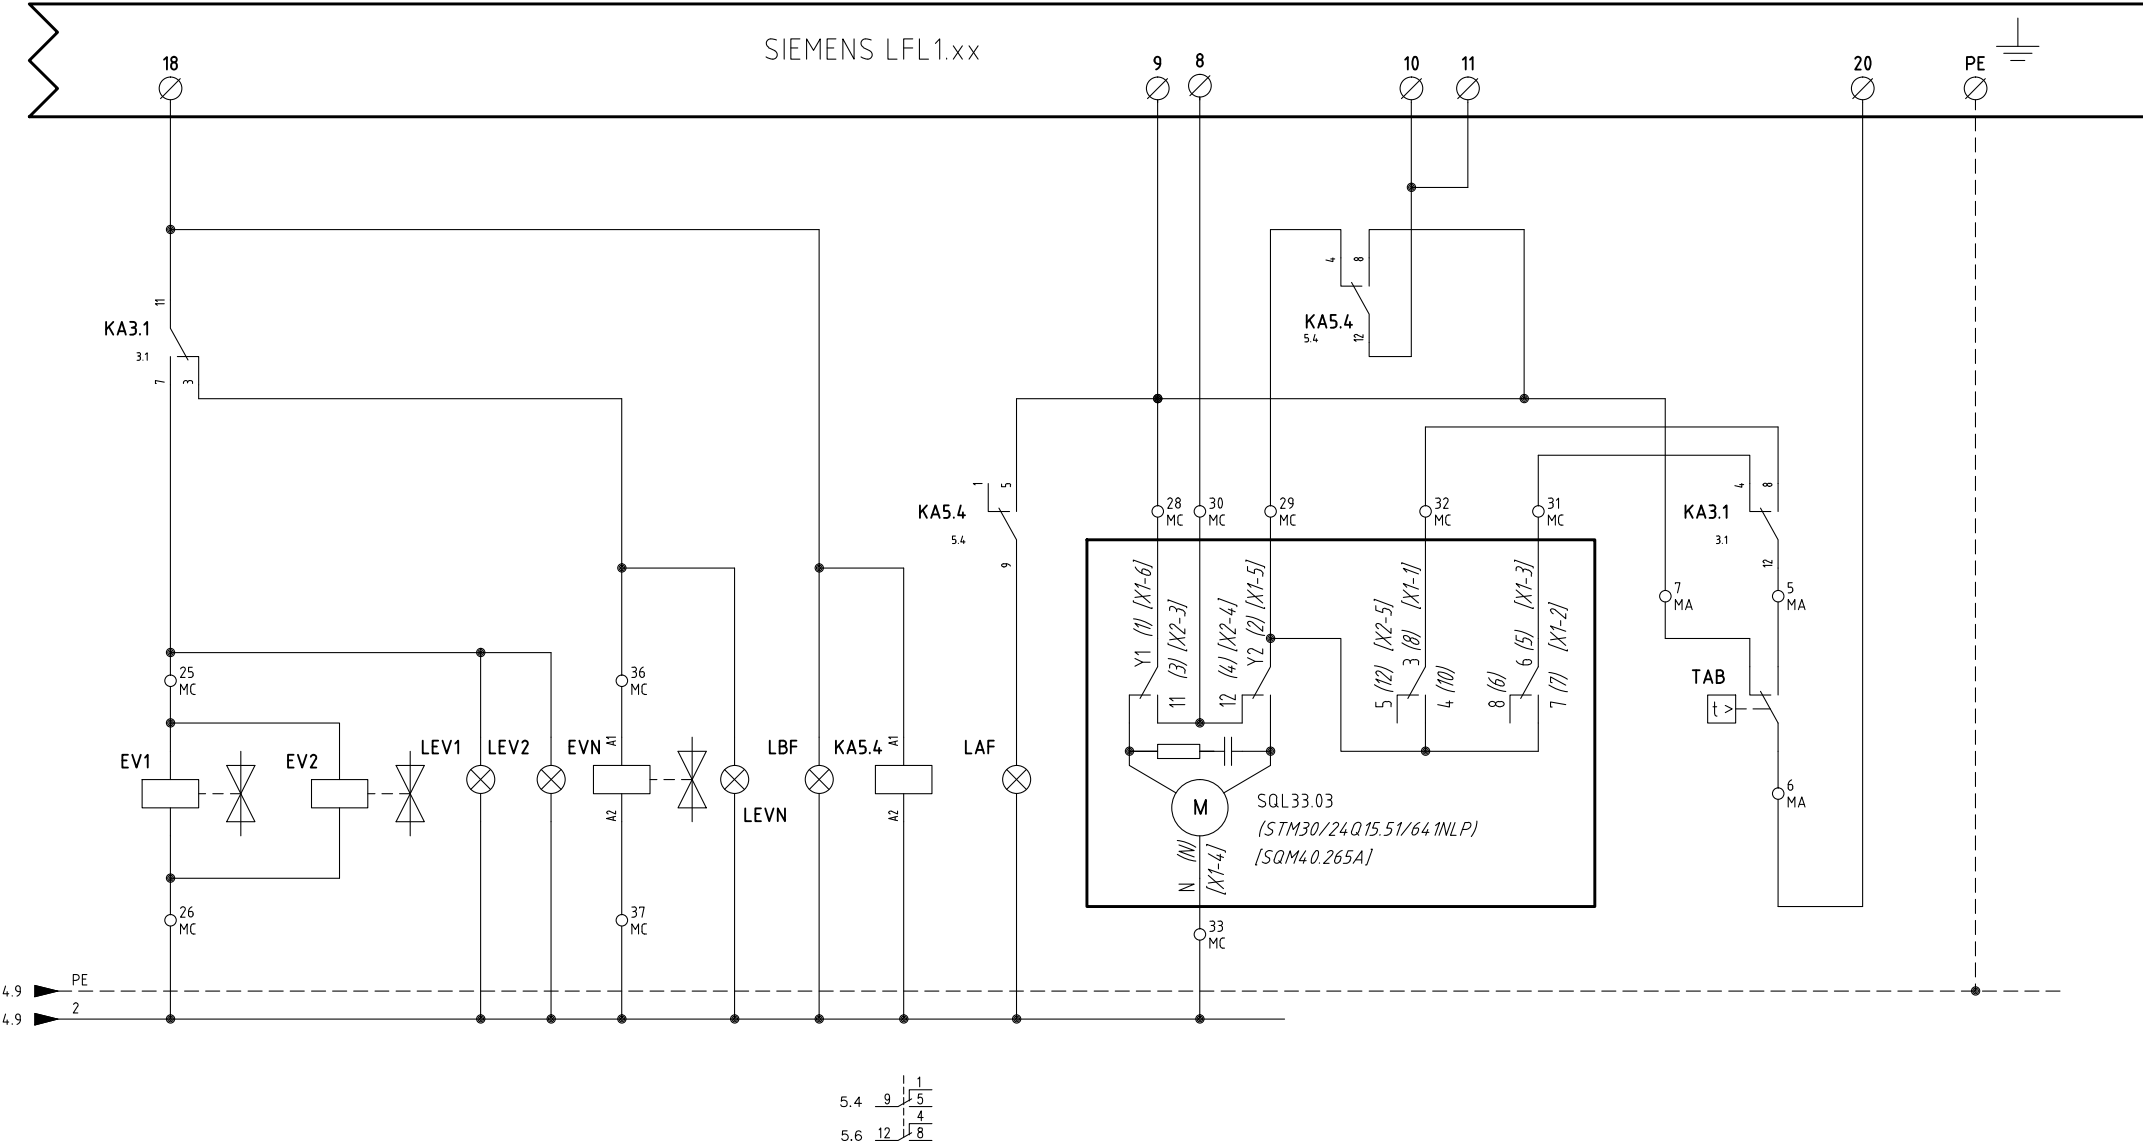 SIEMENS LFL1.xx
18
9
8
10
11
20
PE
11
KA3.1
3.1
7
3
4
8
KA5.4
5.4
12
1
5
KA5.4
5.4
9
28
MC
30
MC
29
MC
32
MC
31
MC
4
8
KA3.1
3.1
12
7
MA
5
MA
Y1 (1) [X1-6]
11 (3) [X2-3]
12 (4) [X2-4]
Y2 (2) [X1-5]
5 (12) [X2-5]
3 (8) [X1-1]
4 (10)
8 (6)
6 (5) [X1-3]
7 (7) [X1-2]
25
MC
36
MC
TAB
t >
EV1
EV2
LEV1
LEV2
EVN
A1
A2
LEVN
LBF
KA5.4
A1
A2
LAF
6
MA
M
SQL33.03
(STM30/24Q15.51/641NLP)
[SQM40.265A]
N (N)
[X1-4]
26
MC
37
MC
33
MC
4.9
PE
4.9
2
5.4
9
1
5
5.6
12
4
8